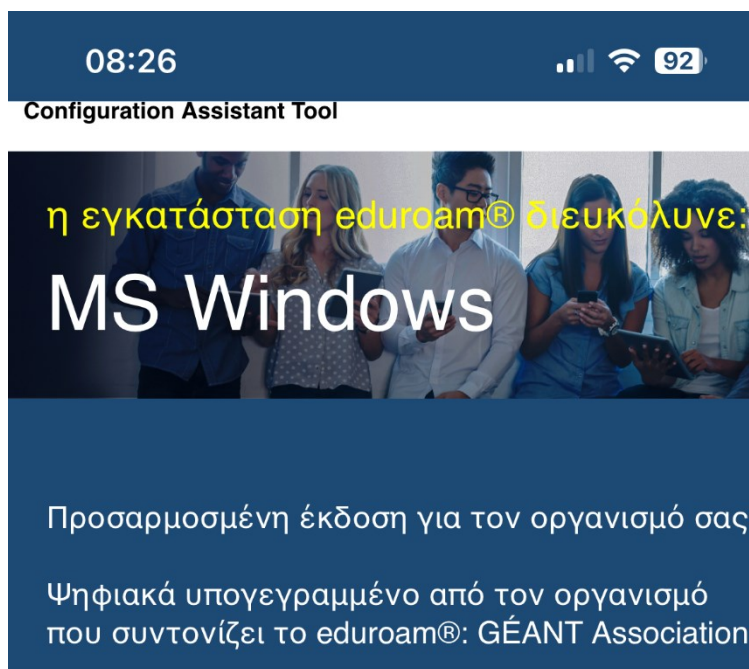 08:26
92
Configuration Assistant Tool
η εγκατάσταση eduroam® διευκόλυνε:
MS Windows
Προσαρμοσμένη έκδοση για τον οργανισμό σας
Ψηφιακά υπογεγραμμένο από τον οργανισμό
που συντονίζει το eduroam®: GÉANT Association